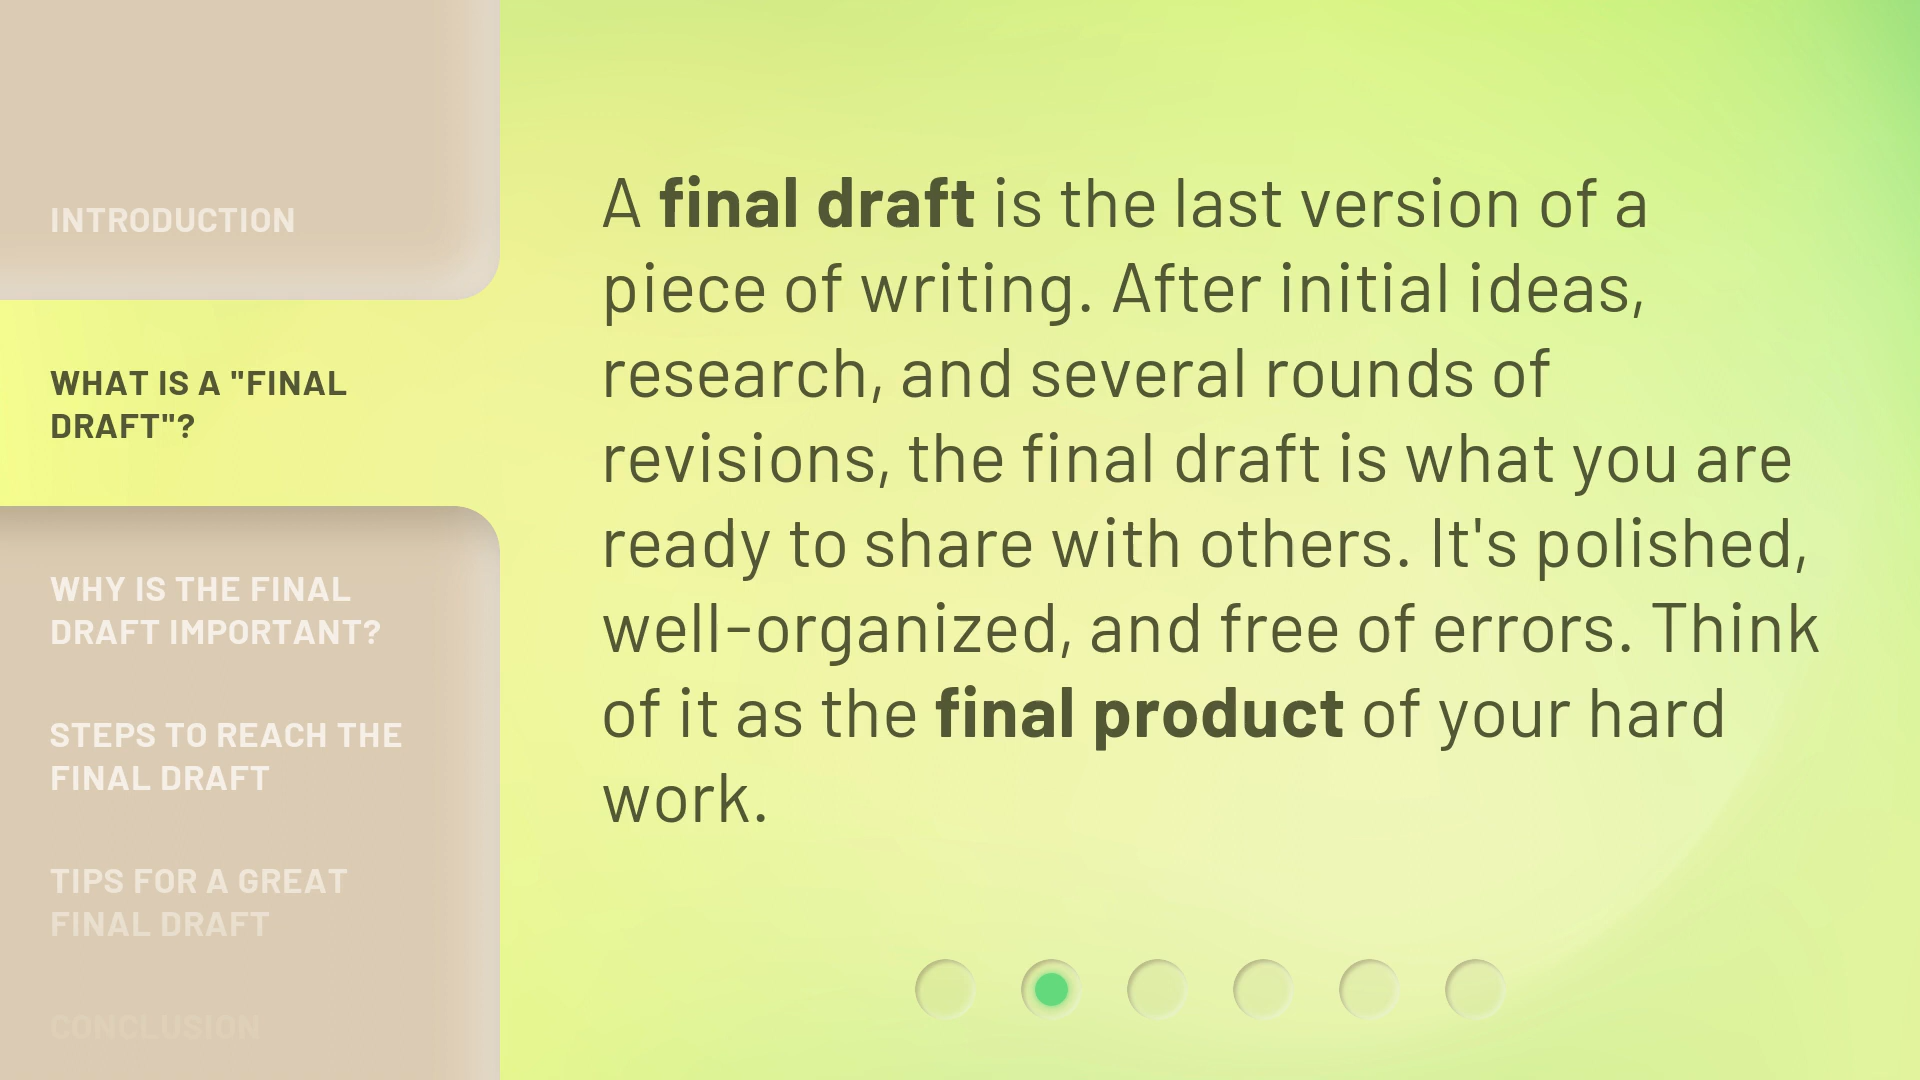 INTRODUCTION
WHAT IS A "FINAL
DRAFT"?
WHY IS THE FINAL
DRAFT IMPORTANT?
STEPS TO REACH THE
FINAL DRAFT
TIPS FOR A GREAT
FINAL DRAFT
CONCLUSION
A final draft is the last version of a
piece of writing. After initial ideas,
research, and several rounds of
revisions, the final draft is what you are
ready to share with others. It's polished,
well-organized, and free of errors. Think
of it as the final product of your hard
work.